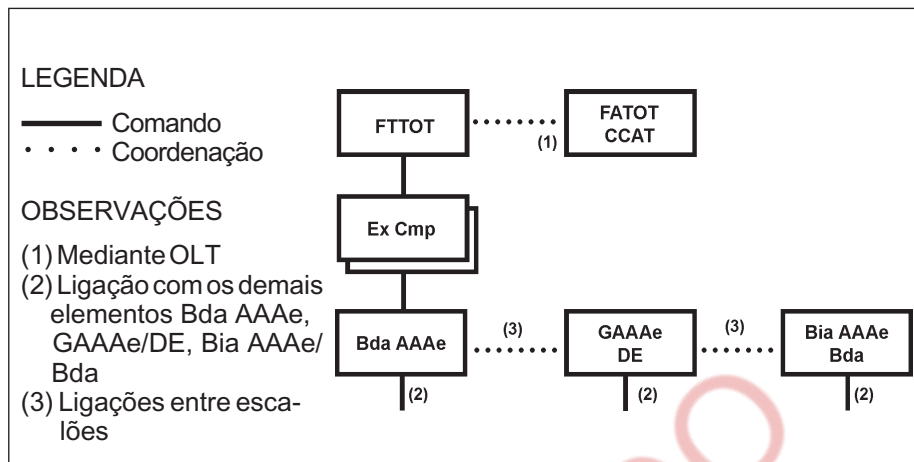 LEGENDA
Comando
Coordenação
OBSERVAÇÕES
(1) Mediante OLT
(2) Ligação com os demais
elementos Bda AAAe,
GAAAe/DE, Bia AAAe/
Bda
(3) Ligações entre esca-
lões
FTTOT
(1)
FATOT
CCAT
Ex Cmp
Bda AAAe
(3)
GAAAe
DE
(3)
Bia AAAe
Bda
(2)
(2)
(2)